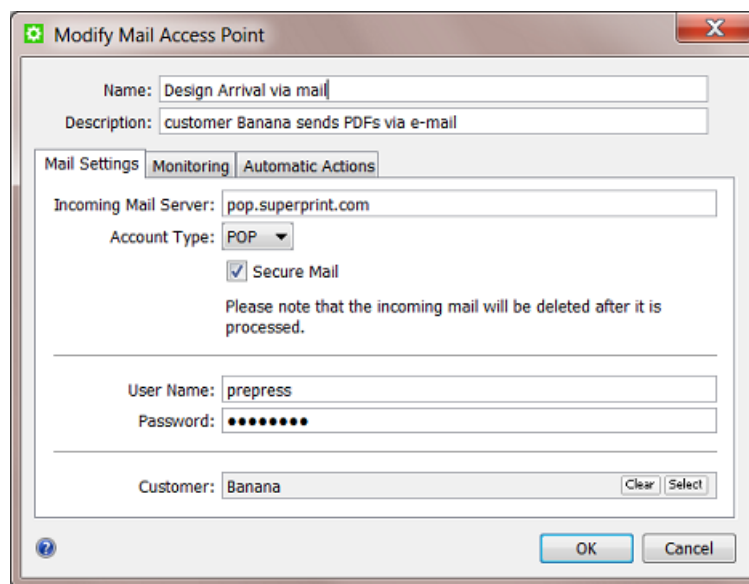 Modify Mail Access Point
Name: Design Arrival via mail
Description: customer Banana sends PDFs via e-mail
Mail Settings Monitoring Automatic Actions
Incoming Mail Server: pop.superprint.com
Account Type: POP
Secure Mail
Please note that the incoming mail will be deleted after it is
processed.
User Name: prepress
Password: ••••••••
Customer: Banana Clear Select
? OK Cancel